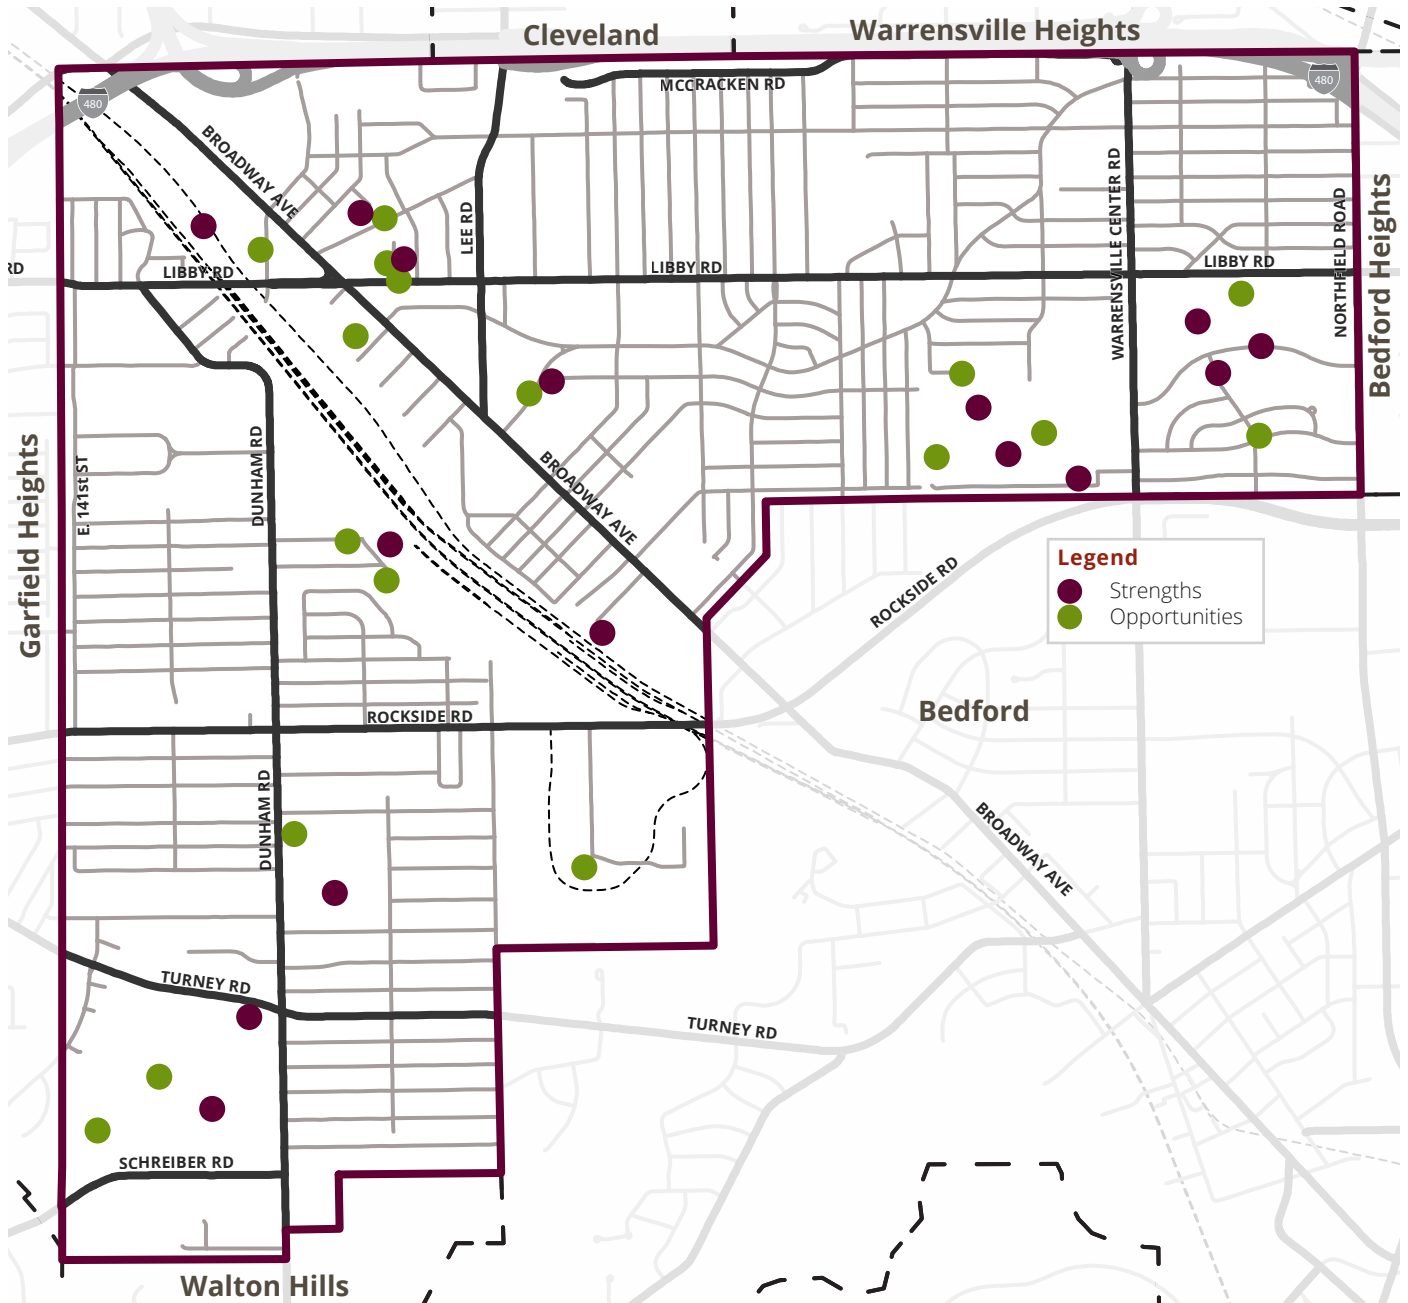 Cleveland
Warrensville Heights
480
480
MCCRACKEN RD
BROADWAY AVE
LEE RD
WARRENSVILLE CENTER RD
NORTHFIELD ROAD
Bedford Heights
RD
LIBBY RD
LIBBY RD
LIBBY RD
Garfield Heights
E. 141st ST
DUNHAM RD
BROADWAY AVE
ROCKSIDE RD
Legend
Strengths
Opportunities
ROCKSIDE RD
Bedford
DUNHAM RD
BROADWAY AVE
TURNEY RD
TURNEY RD
SCHREIBER RD
Walton Hills